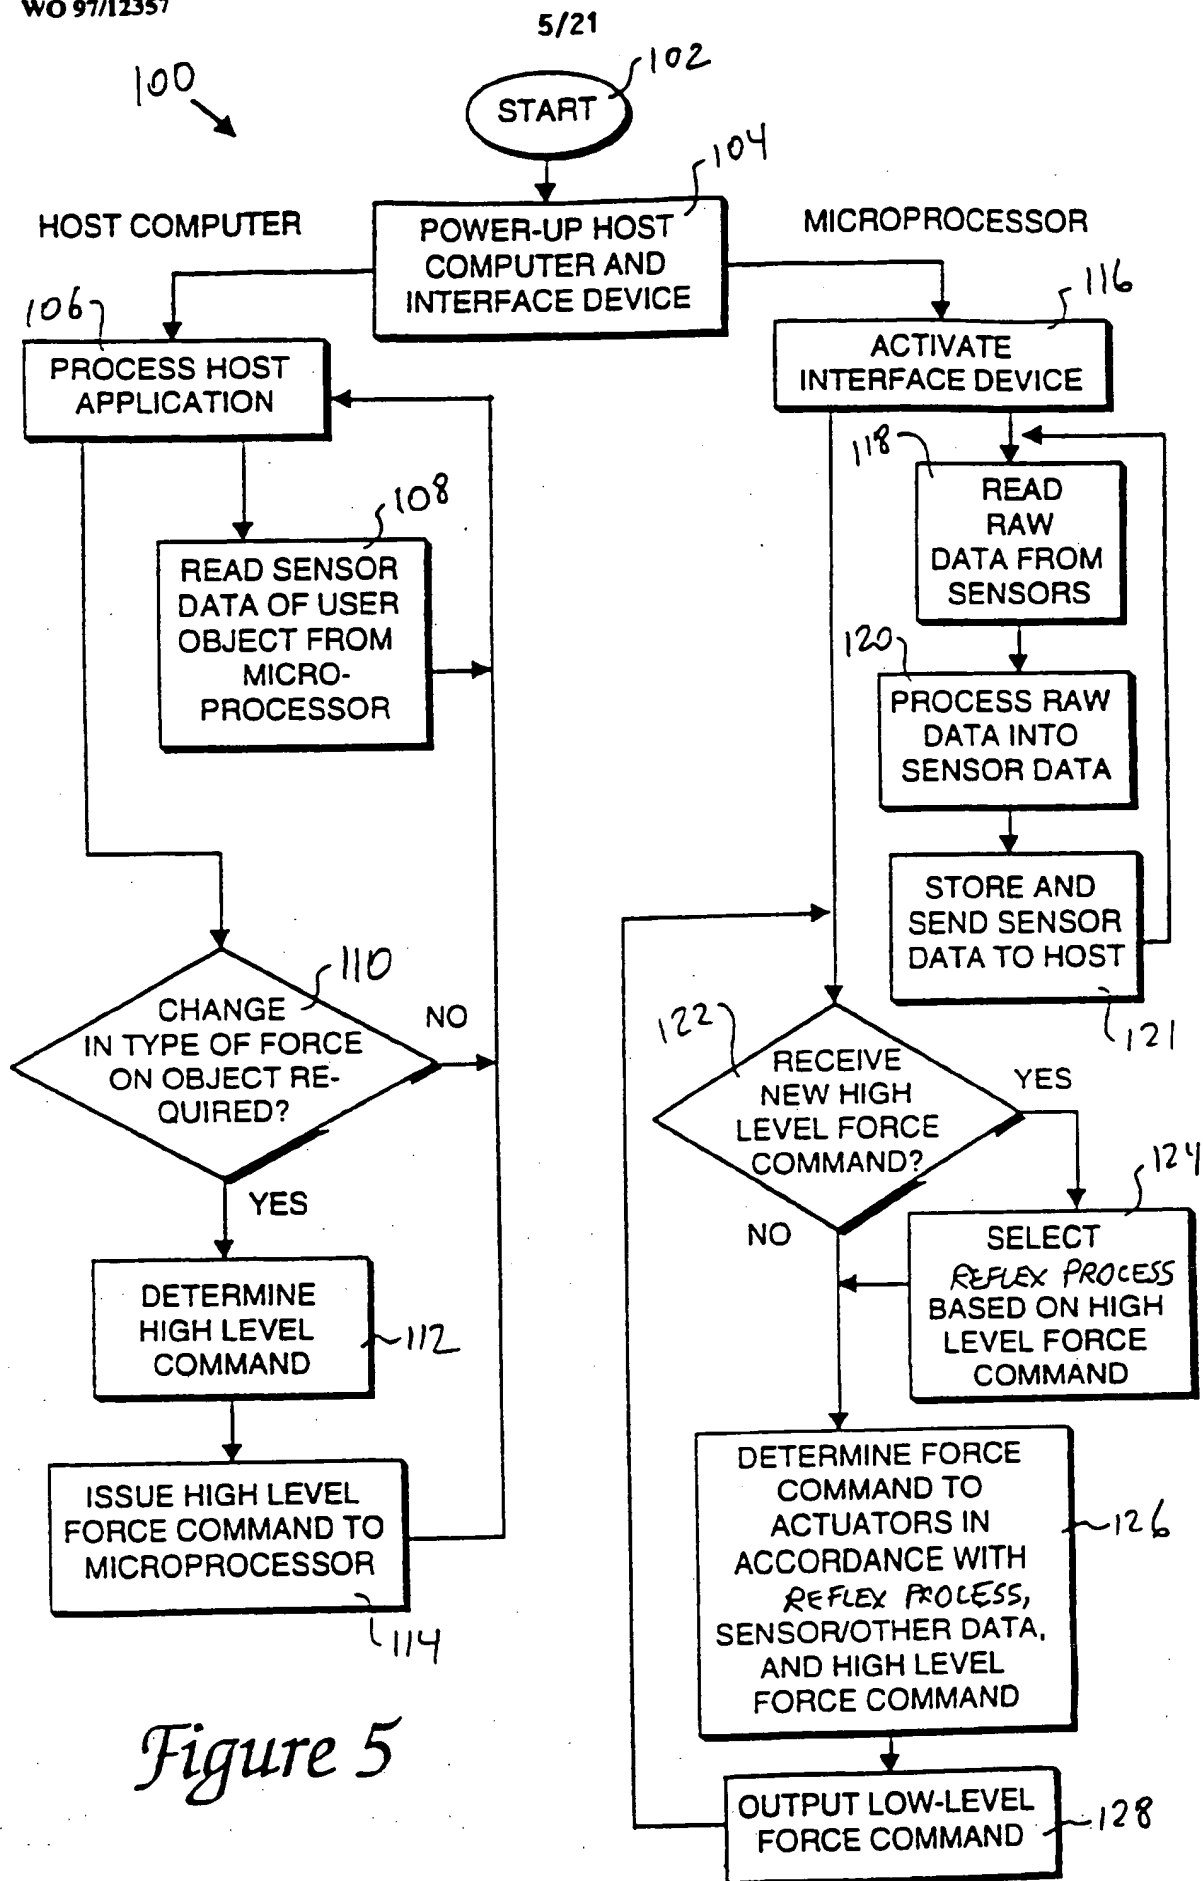 WO 97/12357
5/21
100
102
START
104
HOST COMPUTER
POWER-UP HOST
COMPUTER AND
INTERFACE DEVICE
MICROPROCESSOR
106
PROCESS HOST
APPLICATION
116
ACTIVATE
INTERFACE DEVICE
108
READ SENSOR
DATA OF USER
OBJECT FROM
MICRO-
PROCESSOR
118
READ
RAW
DATA FROM
SENSORS
120
PROCESS RAW
DATA INTO
SENSOR DATA
STORE AND
SEND SENSOR
DATA TO HOST
121
110
CHANGE
IN TYPE OF FORCE
ON OBJECT RE-
QUIRED?
NO
YES
122
RECEIVE
NEW HIGH
LEVEL FORCE
COMMAND?
YES
NO
124
SELECT
REFLEX PROCESS
BASED ON HIGH
LEVEL FORCE
COMMAND
DETERMINE
HIGH LEVEL
COMMAND
112
ISSUE HIGH LEVEL
FORCE COMMAND TO
MICROPROCESSOR
114
DETERMINE FORCE
COMMAND TO
ACTUATORS IN
ACCORDANCE WITH
REFLEX PROCESS,
SENSOR/OTHER DATA,
AND HIGH LEVEL
FORCE COMMAND
126
OUTPUT LOW-LEVEL
FORCE COMMAND
128
Figure 5